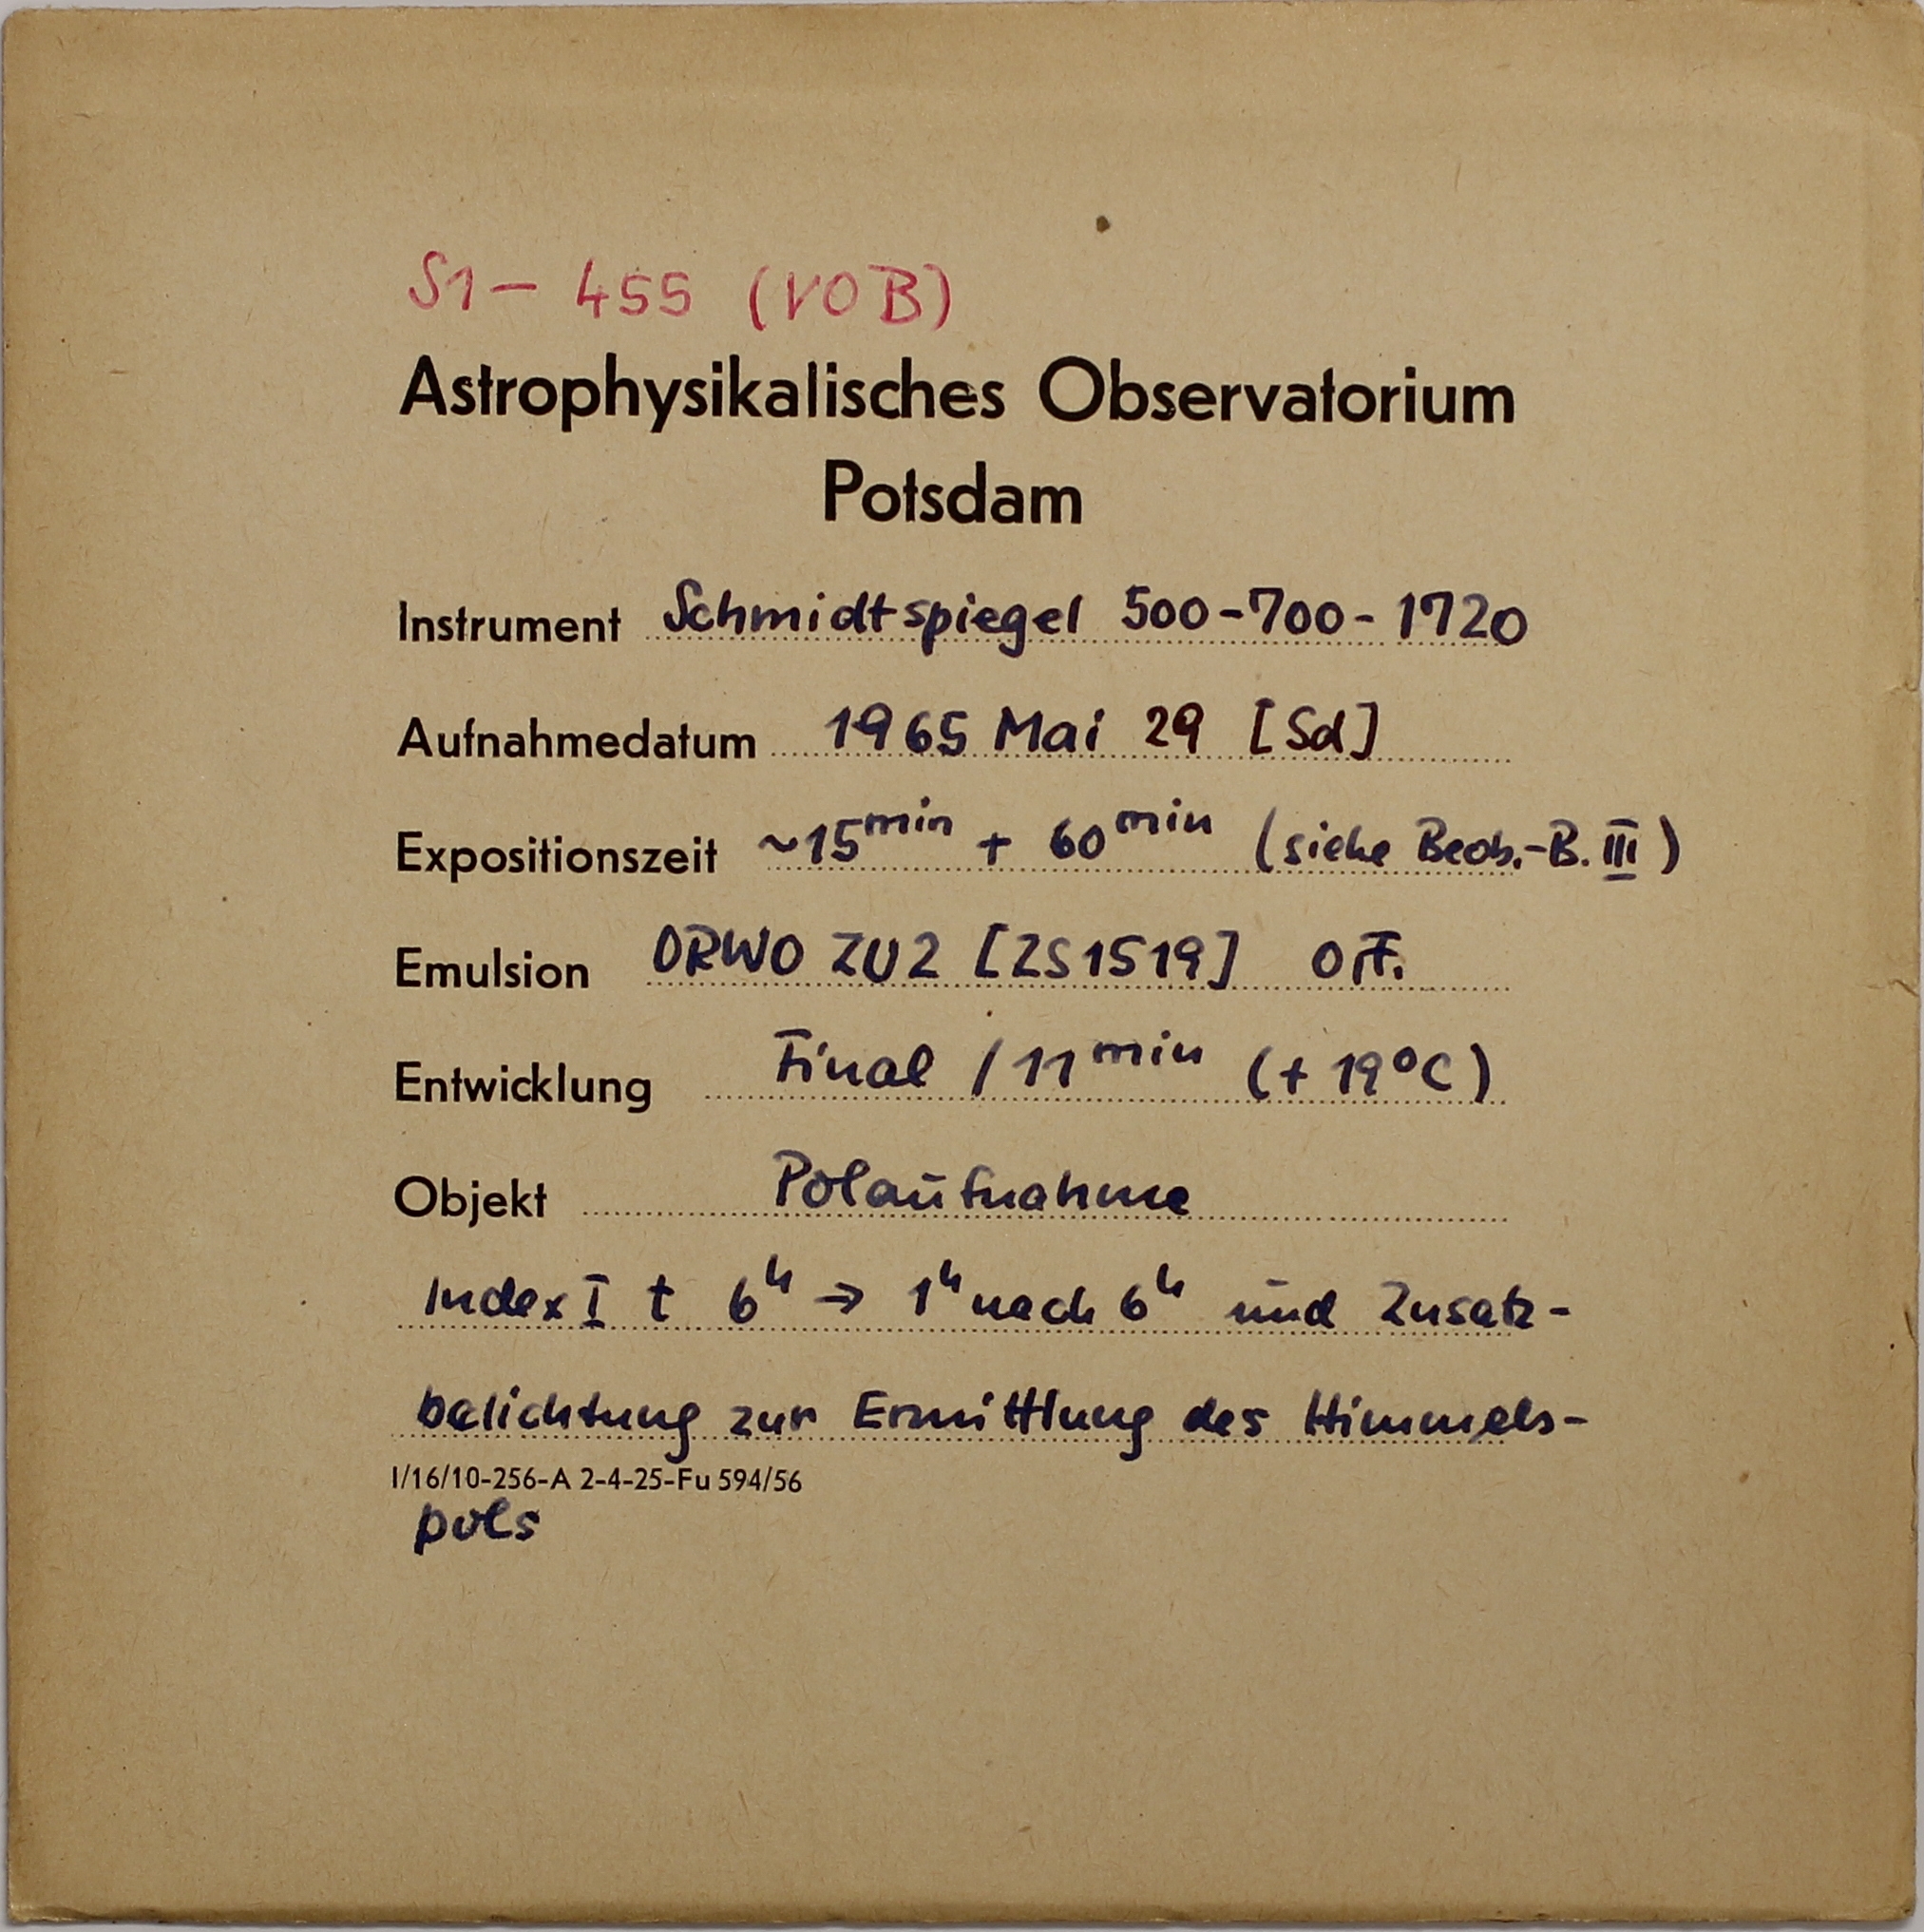 S1 – 455 (VOB)
Astrophysikalisches Observatorium
Potsdam
Instrument Schmidtspiegel 500-700-1720
Aufnahmedatum 1965 Mai 29 [Sd]
Expositionszeit ~15min + 60min (siehe Beob.-B. III)
Emulsion ORWO ZU2 [ZS1519] o.F.
Entwicklung Final / 11min (+19°C)
Objekt Polaufnahme
Index I t 6h → 1h nach 6h und Zusatz-
belichtung zur Ermittlung des Himmels-
I/16/10-256-A 2-4-25-Fu 594/56
pols